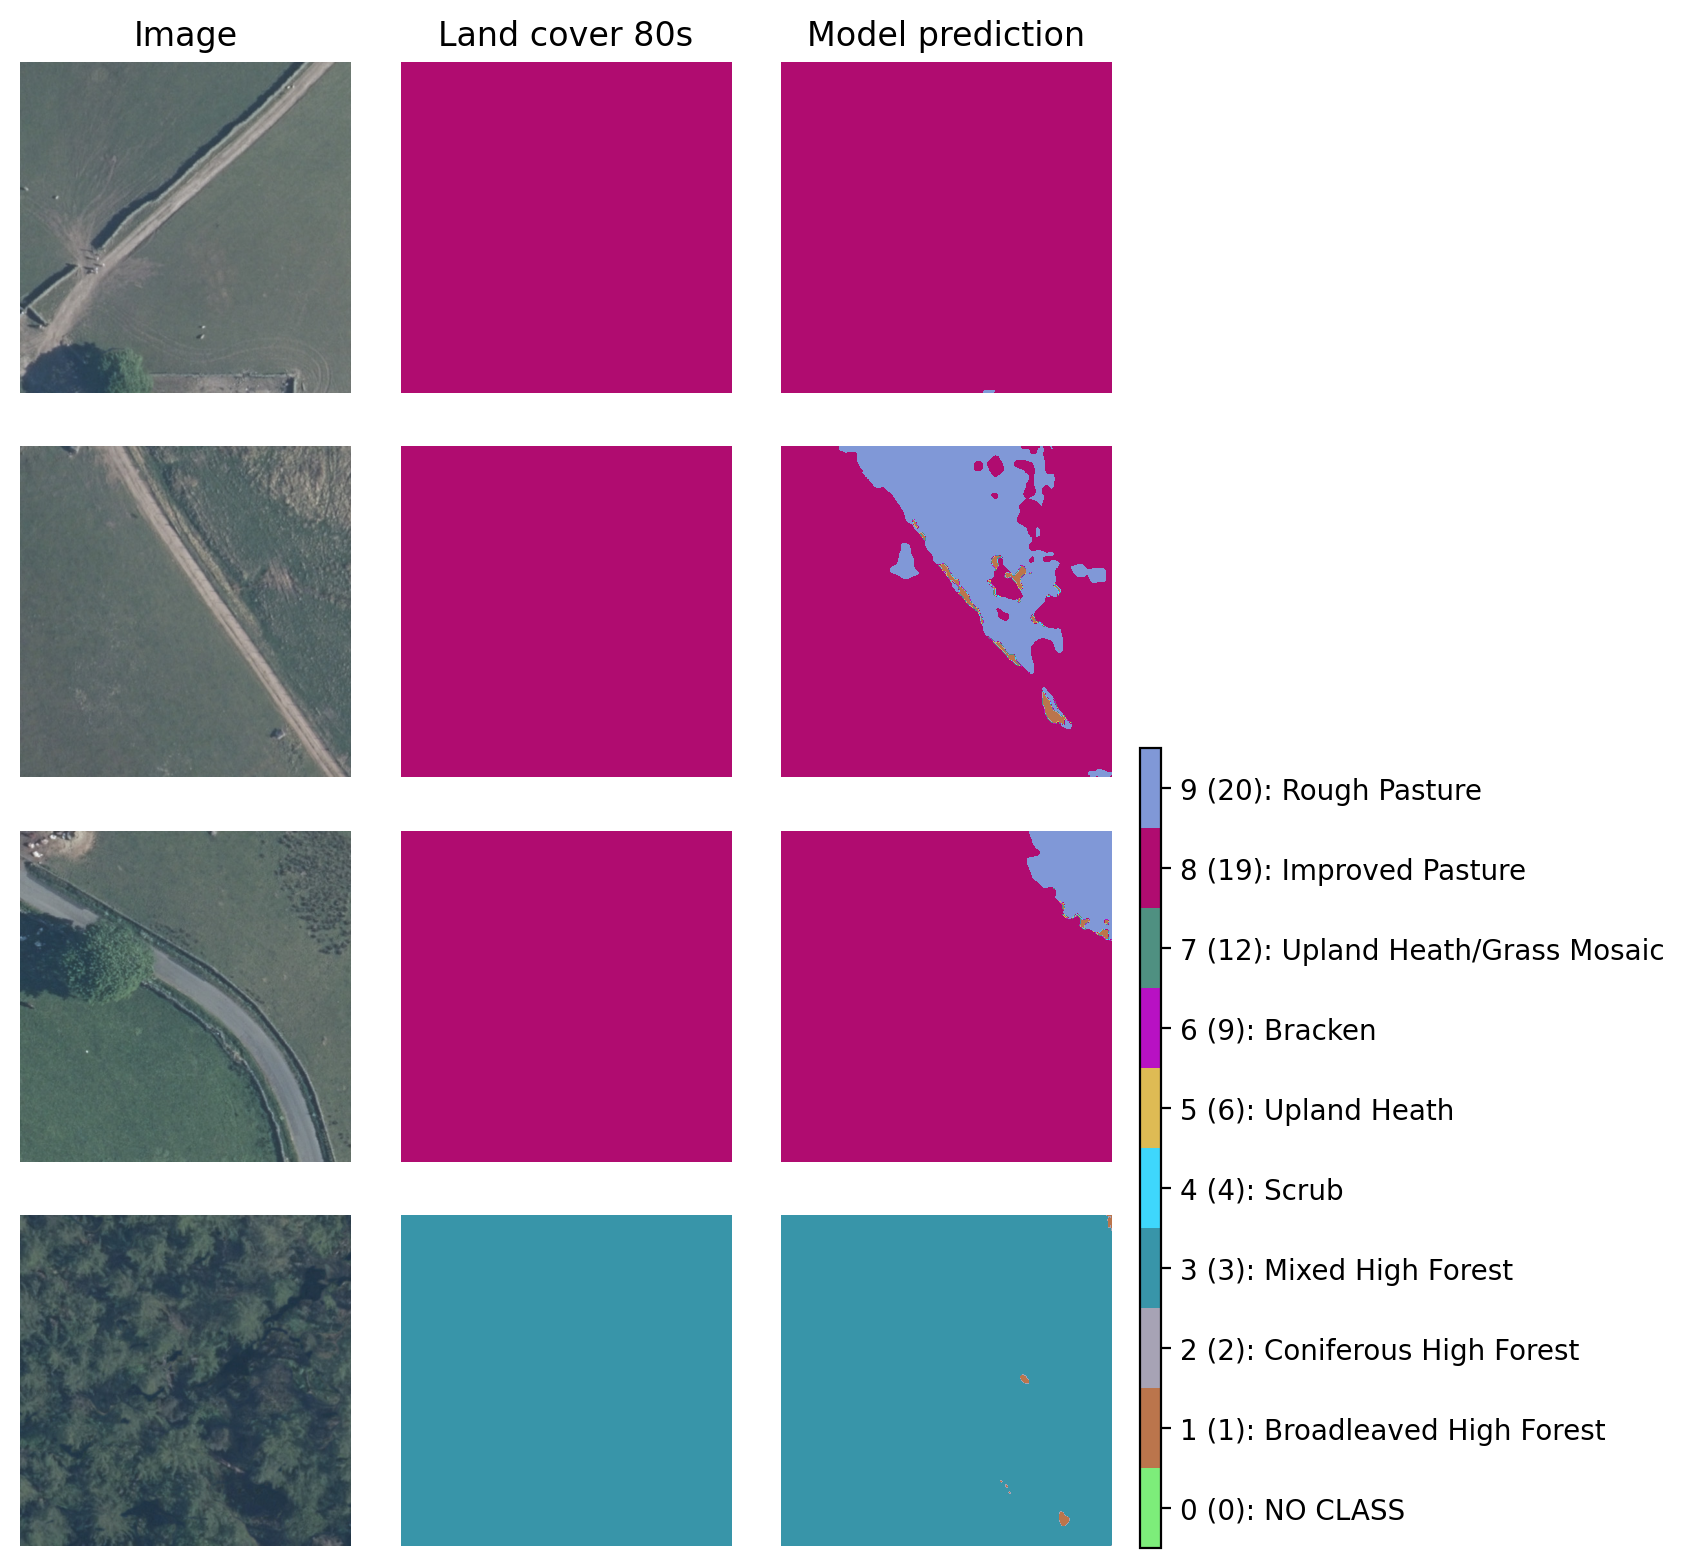 Image
Land cover 80s
Model prediction
9 (20): Rough Pasture
8 (19): Improved Pasture
7 (12): Upland Heath/Grass Mosaic
6 (9): Bracken
5 (6): Upland Heath
4 (4): Scrub
3 (3): Mixed High Forest
2 (2): Coniferous High Forest
1 (1): Broadleaved High Forest
0 (0): NO CLASS